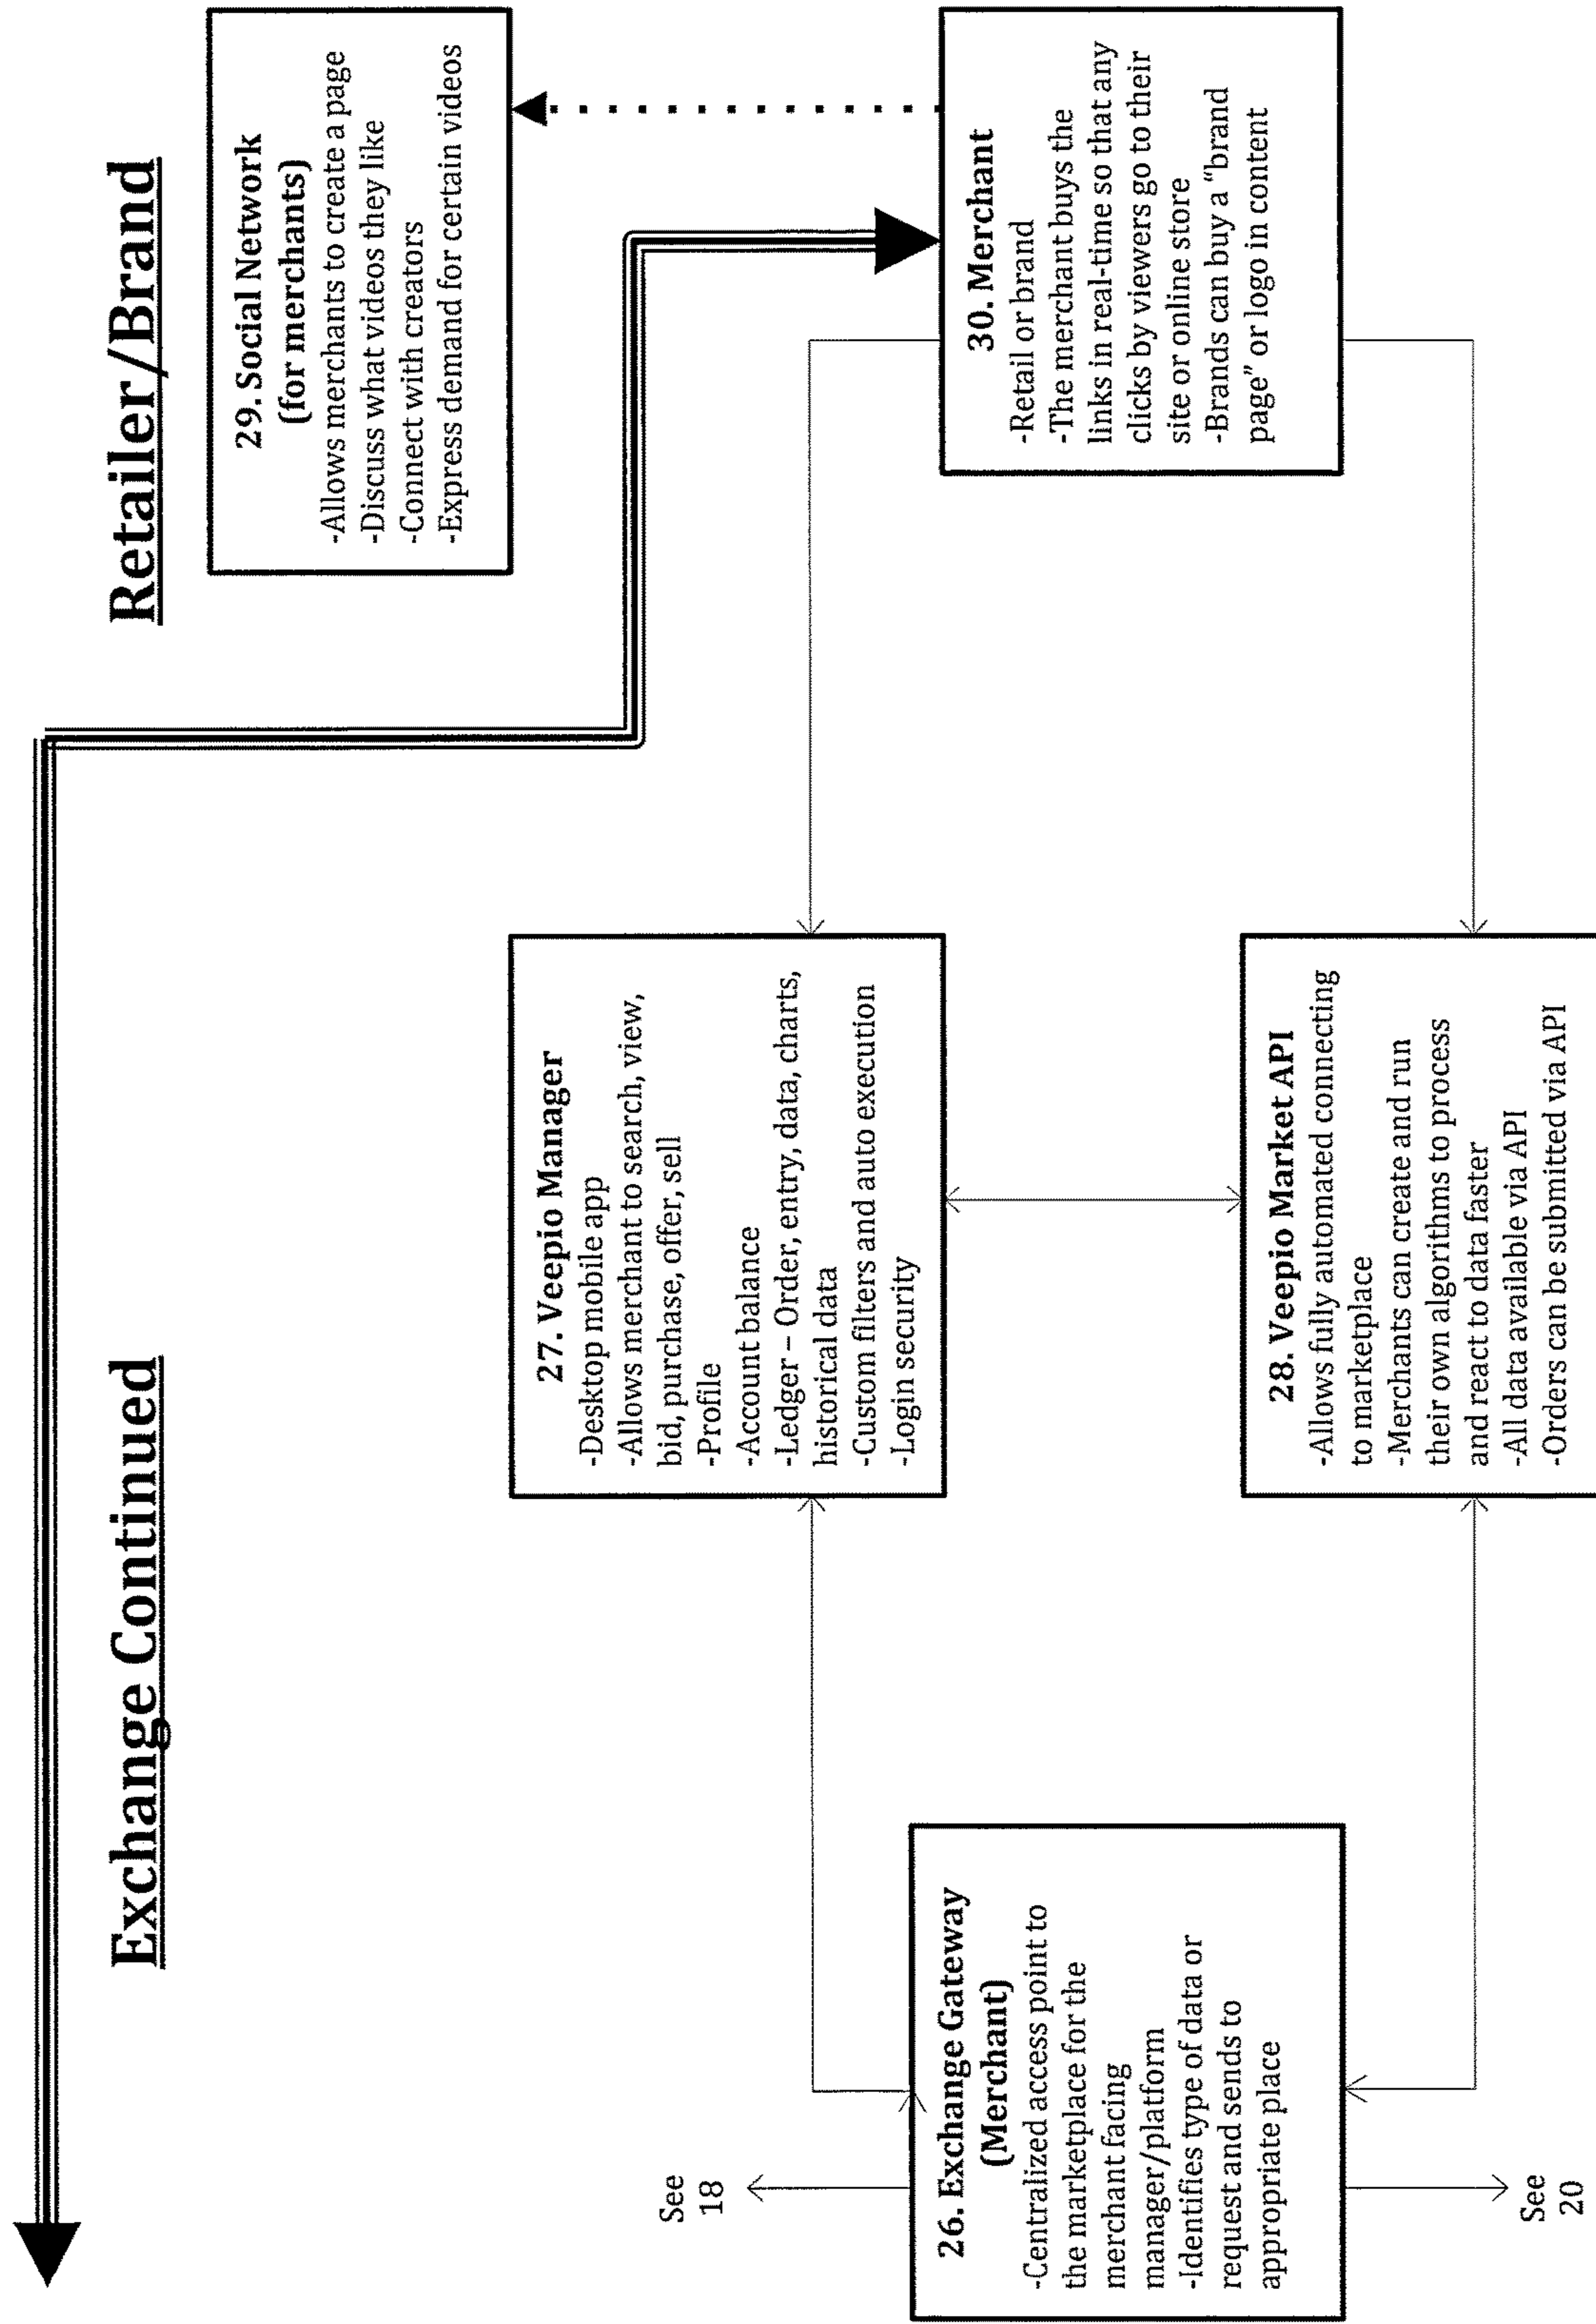 Exchange Continued
Retailer/Brand
26. Exchange Gateway
(Merchant)
-Centralized access point to
the marketplace for the
merchant facing
manager/platform
-Identifies type of data or
request and sends to
appropriate place
See
18
See
20
27. Veepio Manager
-Desktop mobile app
-Allows merchant to search, view,
bid, purchase, offer, sell
-Profile
-Account balance
-Ledger – Order, entry, data, charts,
historical data
-Custom filters and auto execution
-Login security
28. Veepio Market API
-Allows fully automated connecting
to marketplace
-Merchants can create and run
their own algorithms to process
and react to data faster
-All data available via API
-Orders can be submitted via API
29. Social Network
(for merchants)
-Allows merchants to create a page
-Discuss what videos they like
-Connect with creators
-Express demand for certain videos
30. Merchant
-Retail or brand
-The merchant buys the
links in real-time so that any
clicks by viewers go to their
site or online store
-Brands can buy a "brand
page" or logo in content